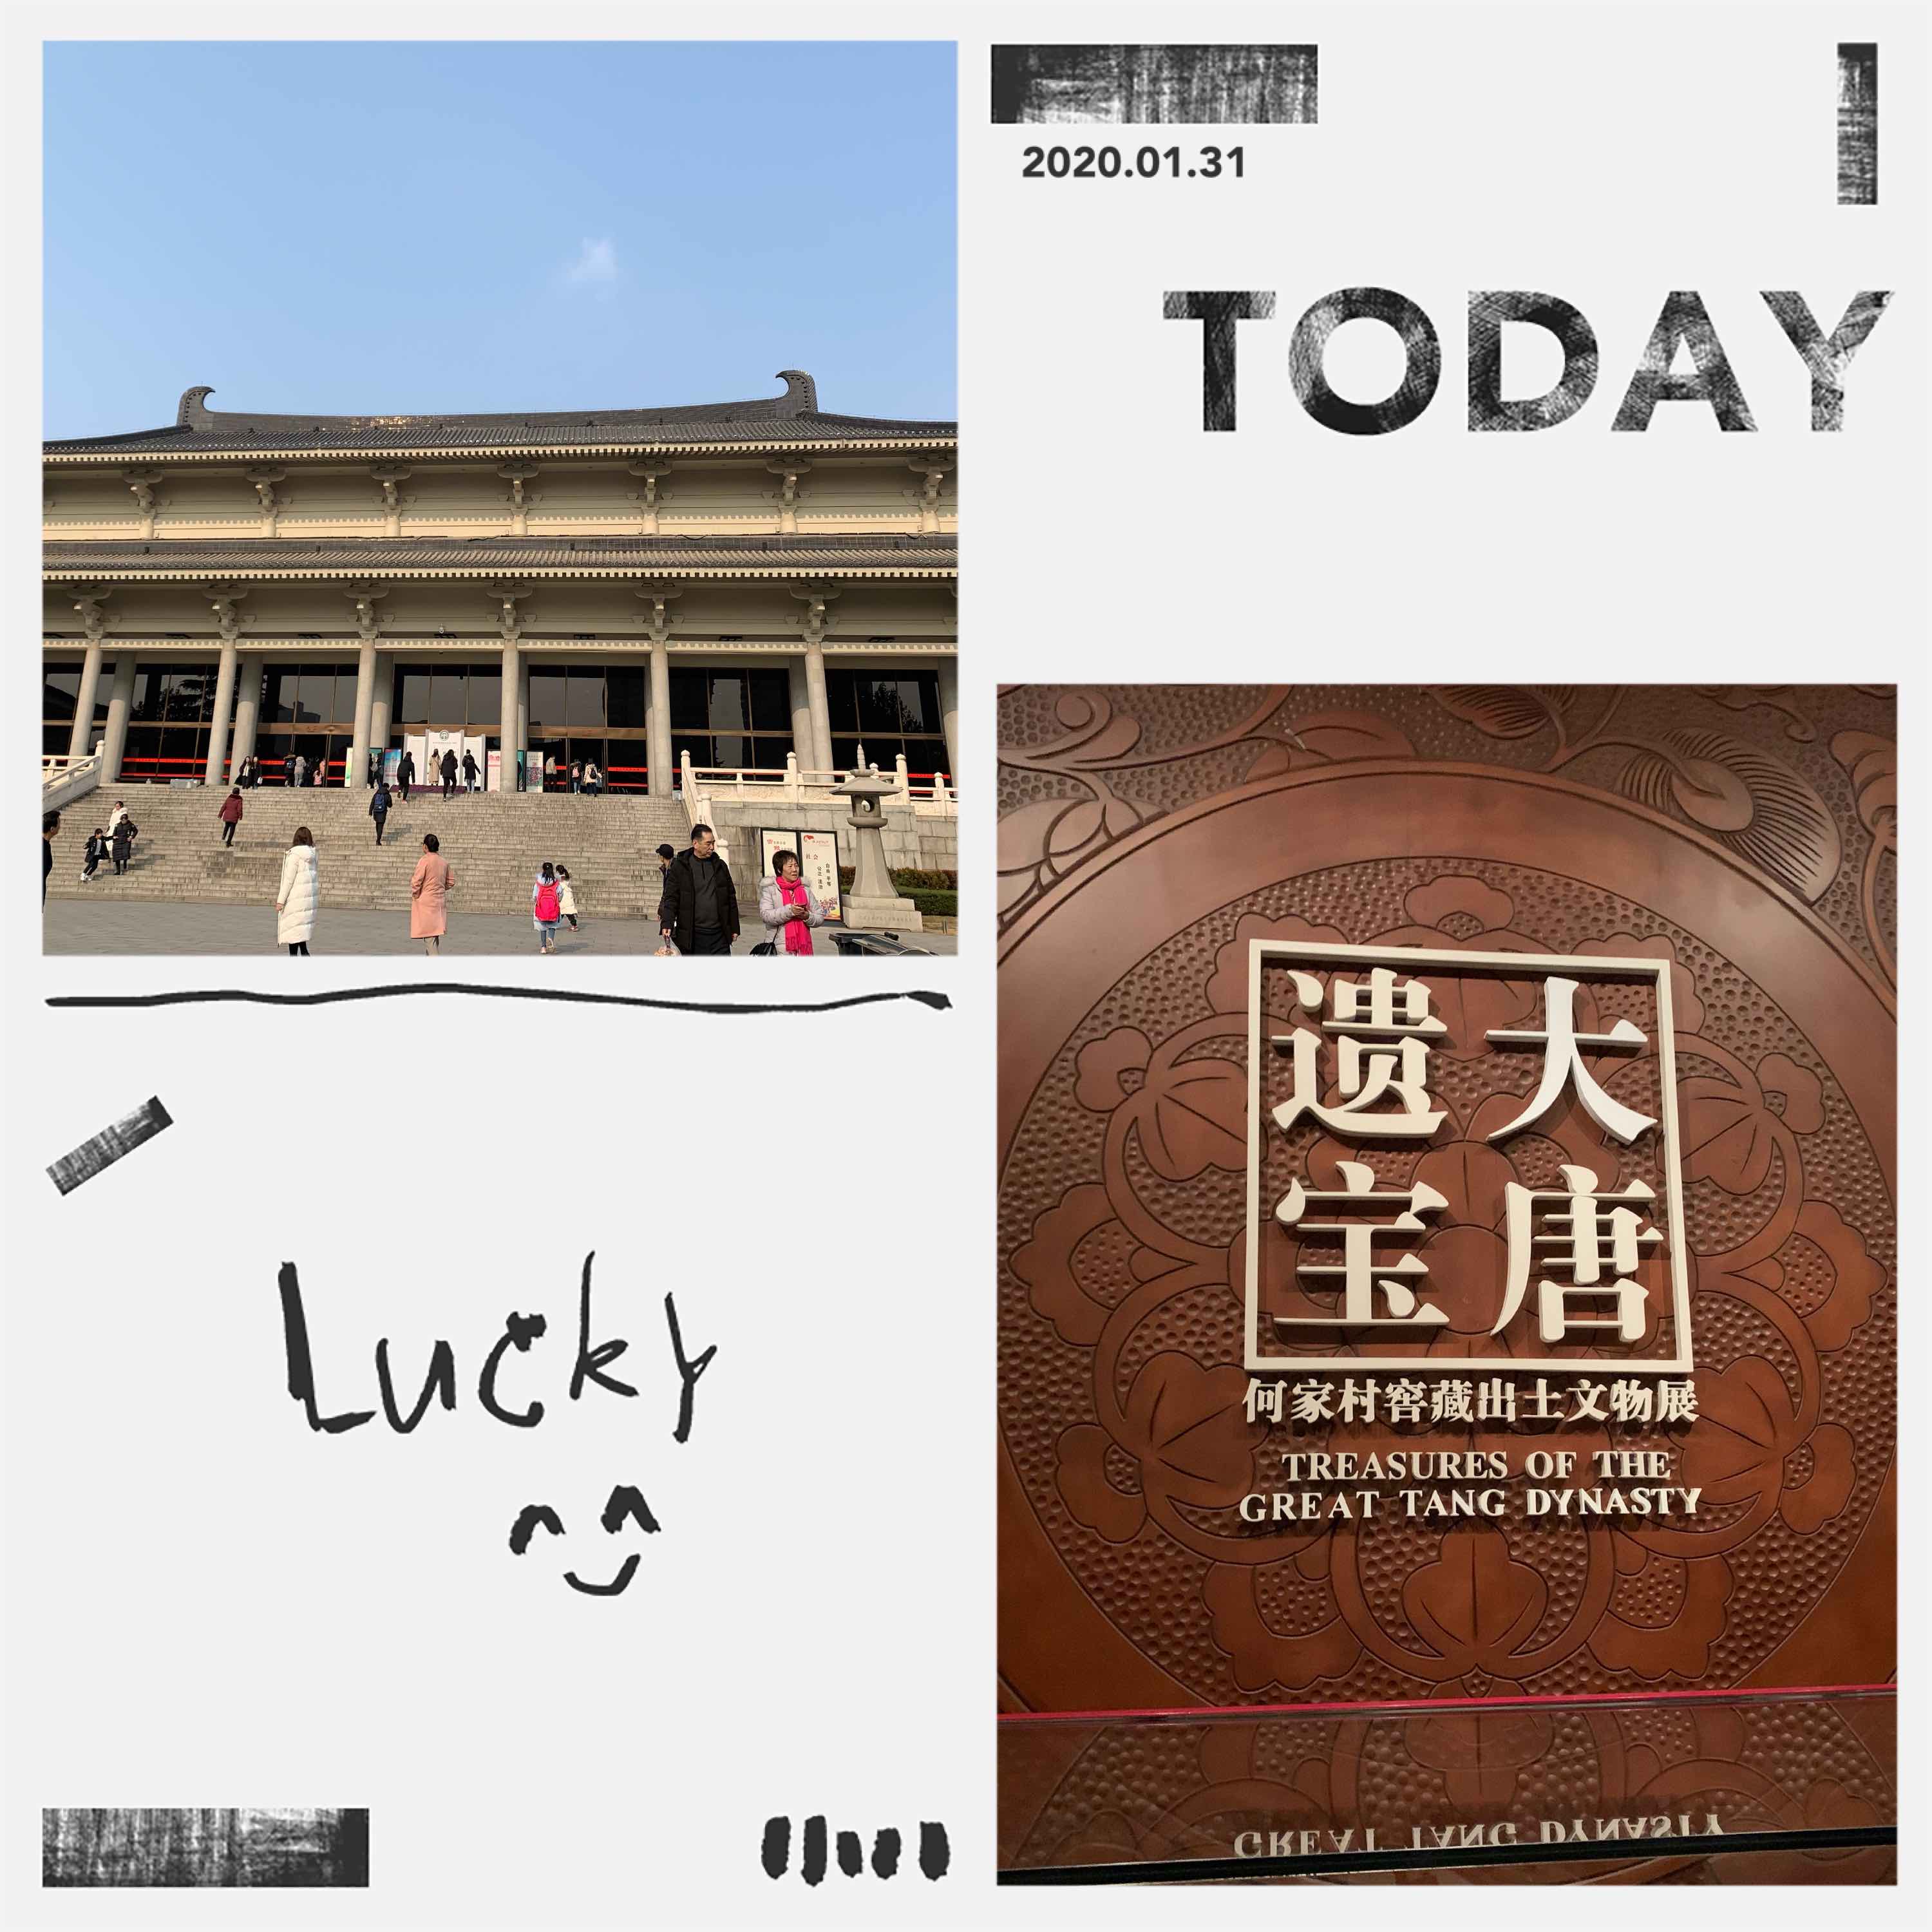 2020.01.31
TODAY
Lucky
大唐
遗宝
何家村窖藏出土文物展
TREASURES OF THE
GREAT TANG DYNASTY